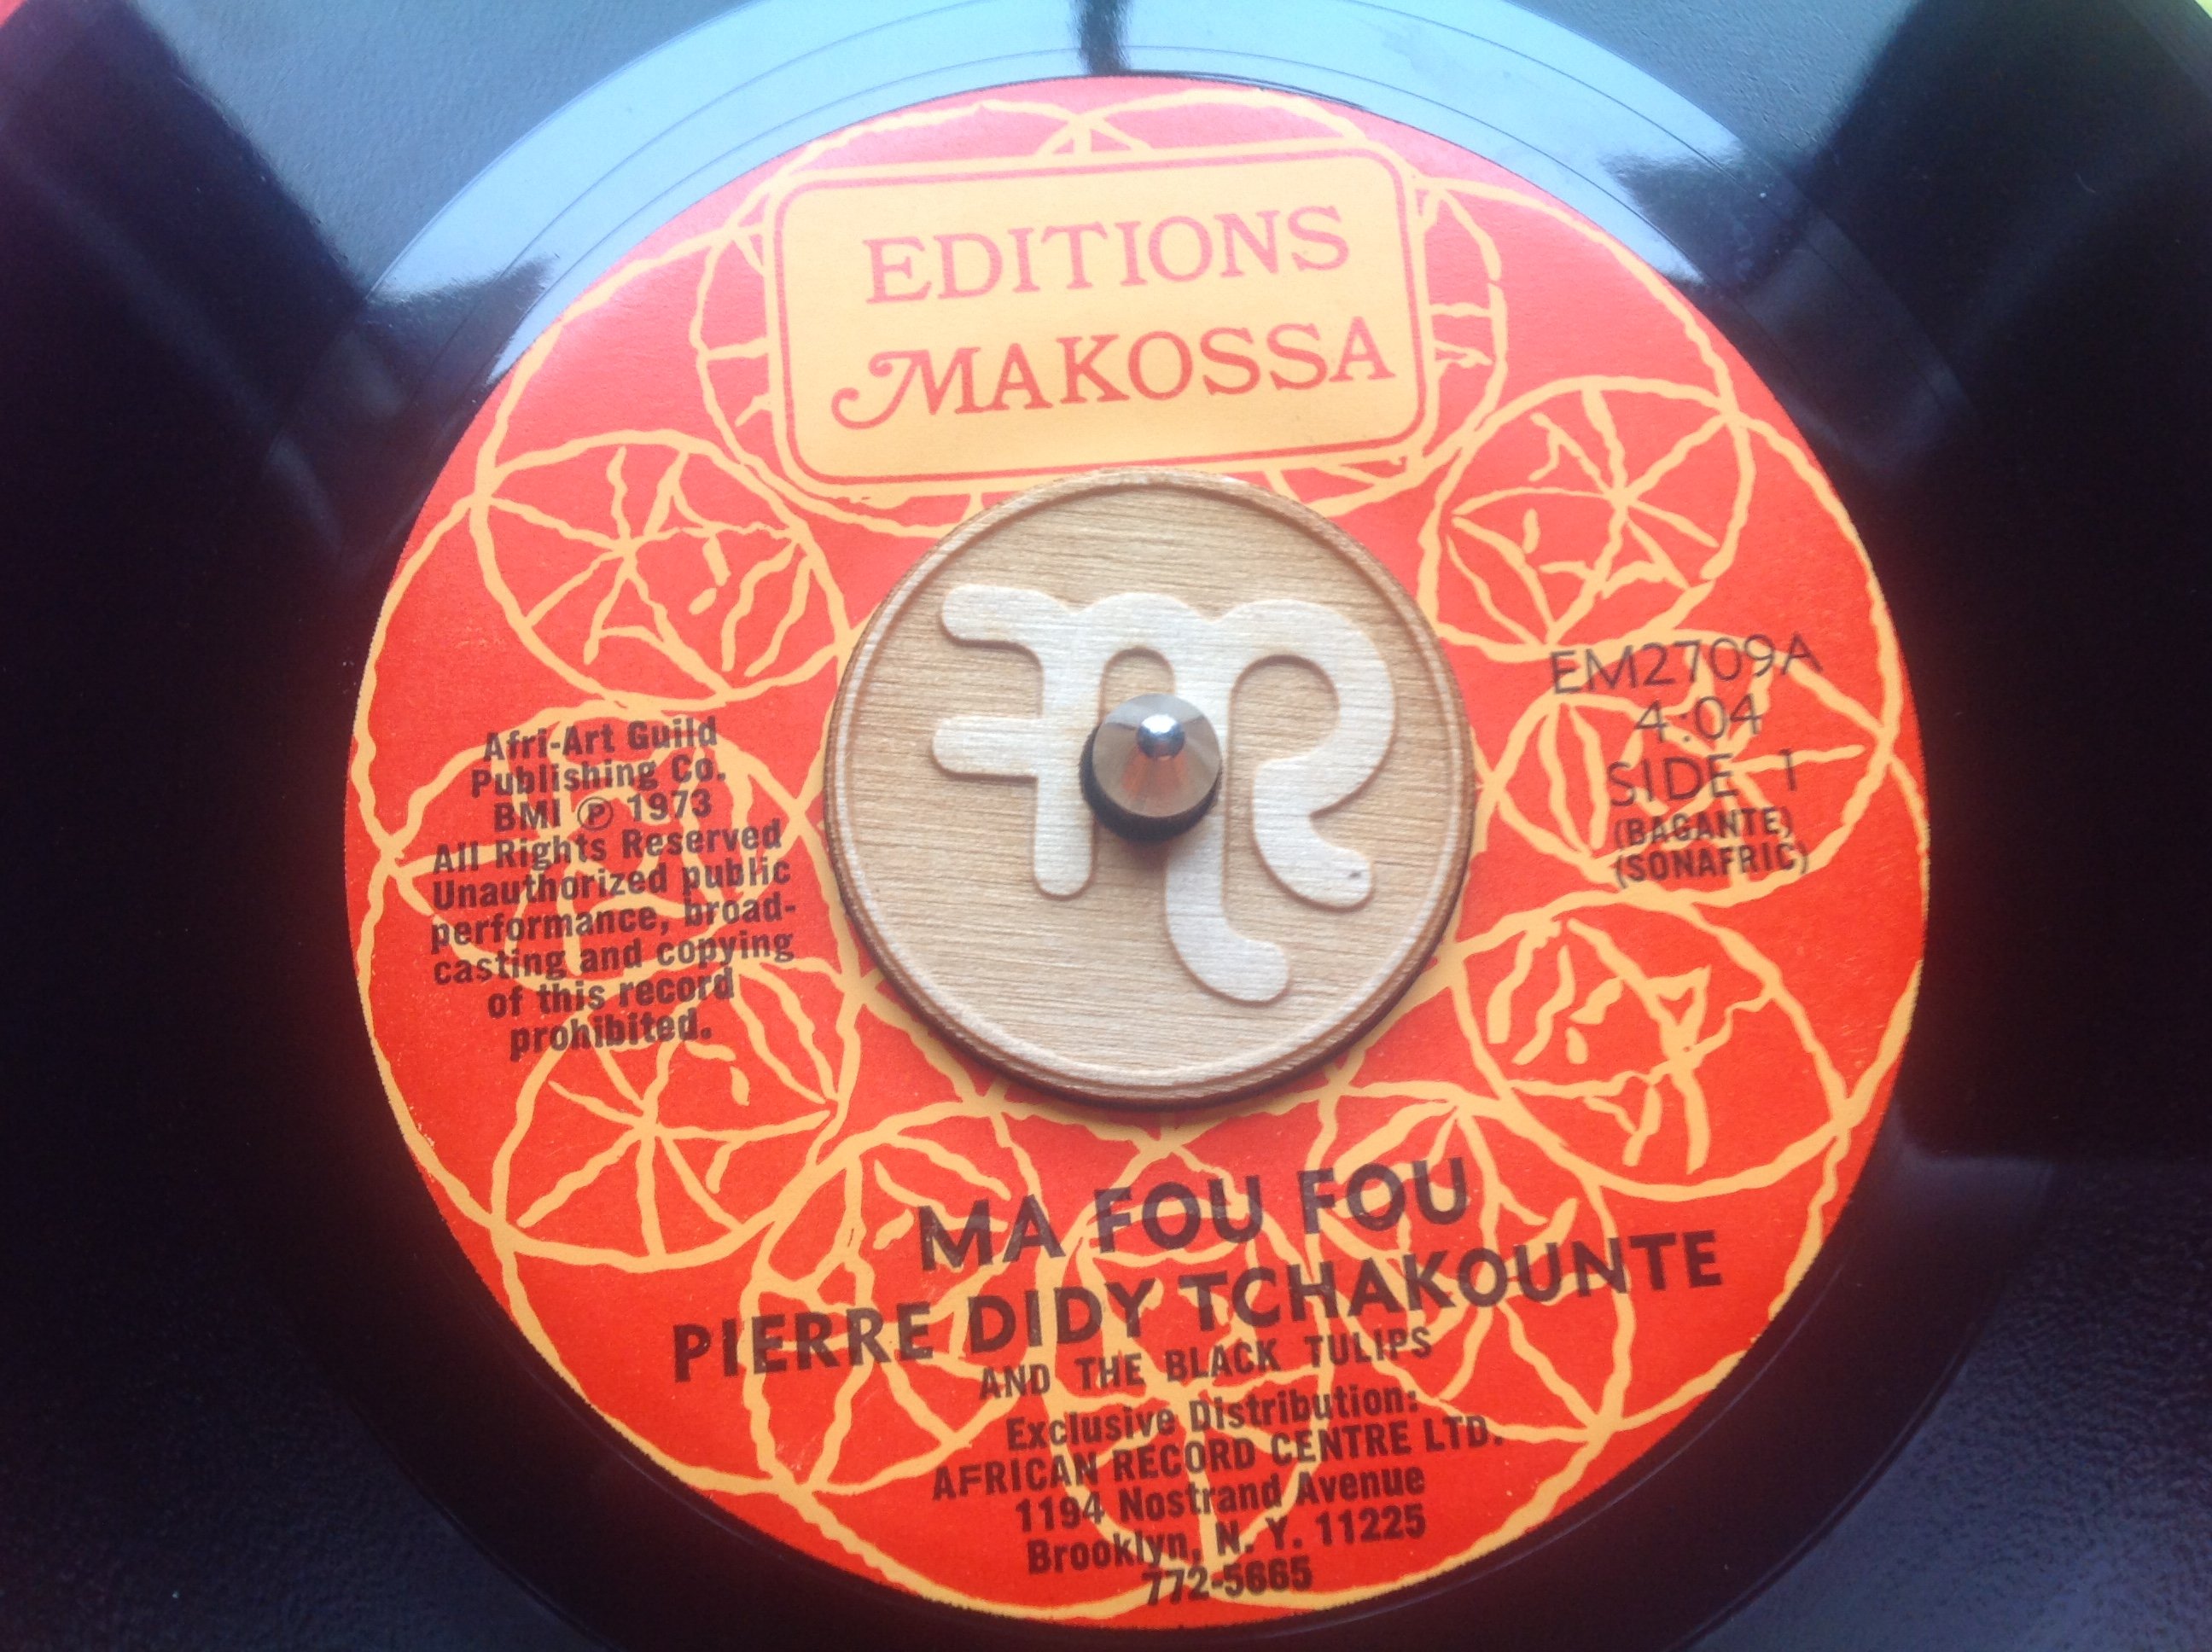 EDITIONS
MAKOSSA
Afri-Art Guild
Publishing Co.
BMI ℗ 1973
All Rights Reserved
Unauthorized public
performance, broad-
casting and copying
of this record
prohibited.
EM2709A
4:04
SIDE 1
(BAGANTE)
(SONAFRIC)
MA FOU FOU
PIERRE DIDY TCHAKOUNTE
AND THE BLACK TULIPS
Exclusive Distribution:
AFRICAN RECORD CENTRE LTD.
1194 Nostrand Avenue
Brooklyn, N. Y. 11225
772-5665